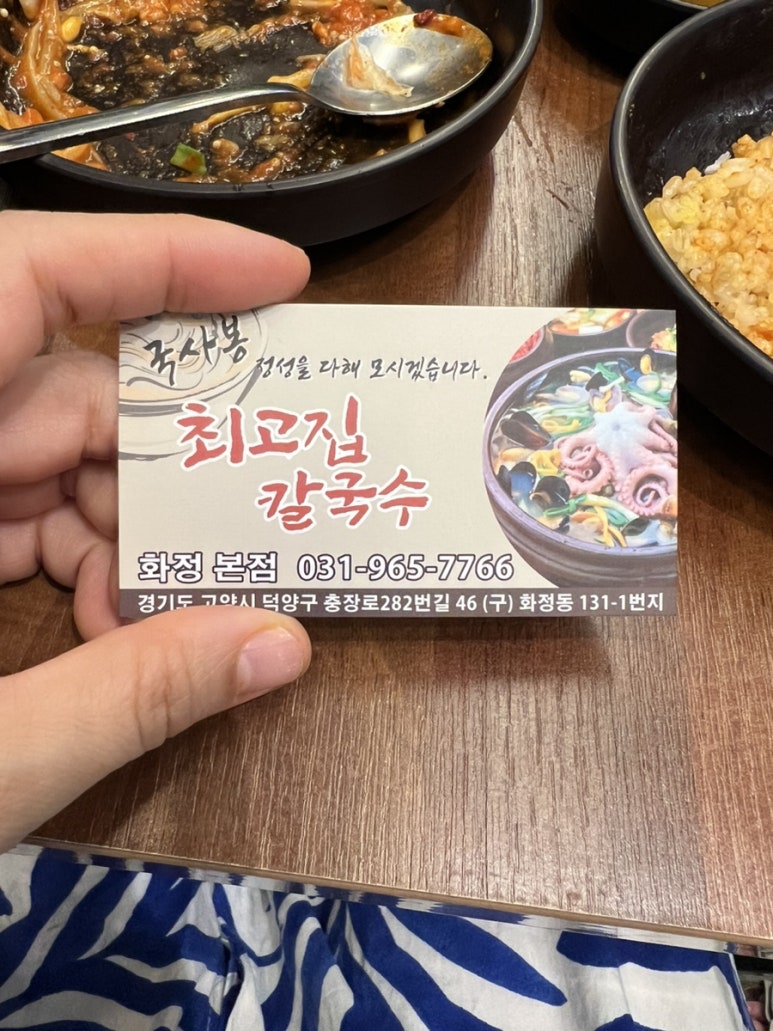 국사봉
정성을 다해 모시겠습니다.
최고집
칼국수
화정 본점 031-965-7766
경기도 고양시 덕양구 충장로282번길 46 (구) 화정동 131-1번지